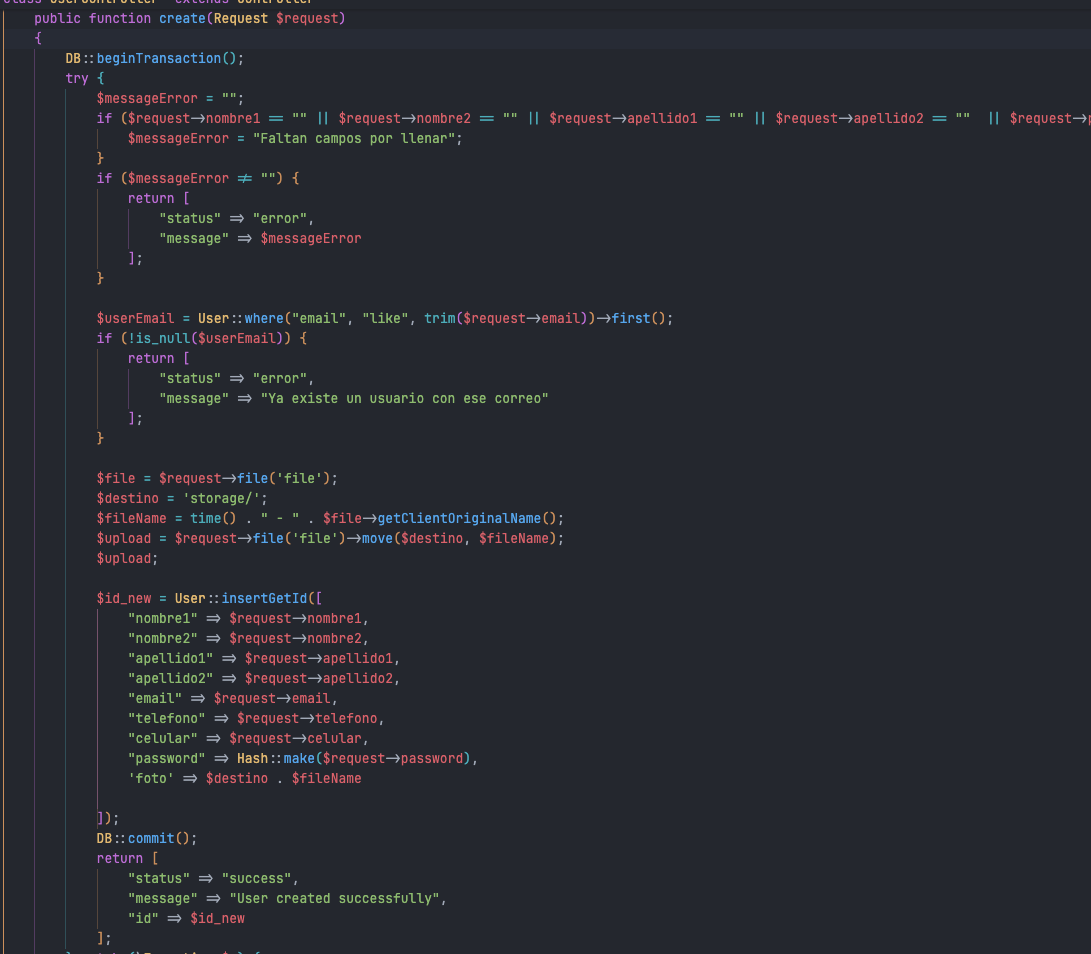 class UserController extends Controller
public function create(Request $request)
{
DB::beginTransaction();
try {
$messageError = "";
if ($request->nombre1 == "" || $request->nombre2 == "" || $request->apellido1 == "" || $request->apellido2 == ""  || $request->p
$messageError = "Faltan campos por llenar";
}
if ($messageError != "") {
return [
"status" => "error",
"message" => $messageError
];
}
$userEmail = User::where("email", "like", trim($request->email))->first();
if (!is_null($userEmail)) {
return [
"status" => "error",
"message" => "Ya existe un usuario con ese correo"
];
}
$file = $request->file('file');
$destino = 'storage/';
$fileName = time() . " - " . $file->getClientOriginalName();
$upload = $request->file('file')->move($destino, $fileName);
$upload;
$id_new = User::insertGetId([
"nombre1" => $request->nombre1,
"nombre2" => $request->nombre2,
"apellido1" => $request->apellido1,
"apellido2" => $request->apellido2,
"email" => $request->email,
"telefono" => $request->telefono,
"celular" => $request->celular,
"password" => Hash::make($request->password),
'foto' => $destino . $fileName
]);
DB::commit();
return [
"status" => "success",
"message" => "User created successfully",
"id" => $id_new
];